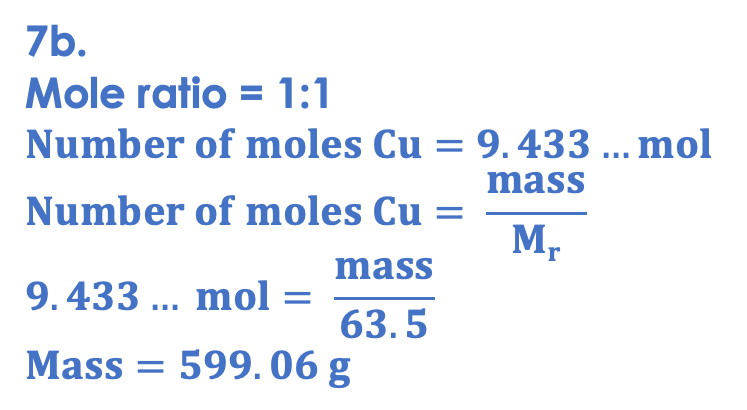 7b.
Mole ratio = 1:1
Number of moles Cu = 9.433 ... mol
Number of moles Cu = mass / Mᵣ
9.433 ... mol = mass / 63.5
Mass = 599.06 g